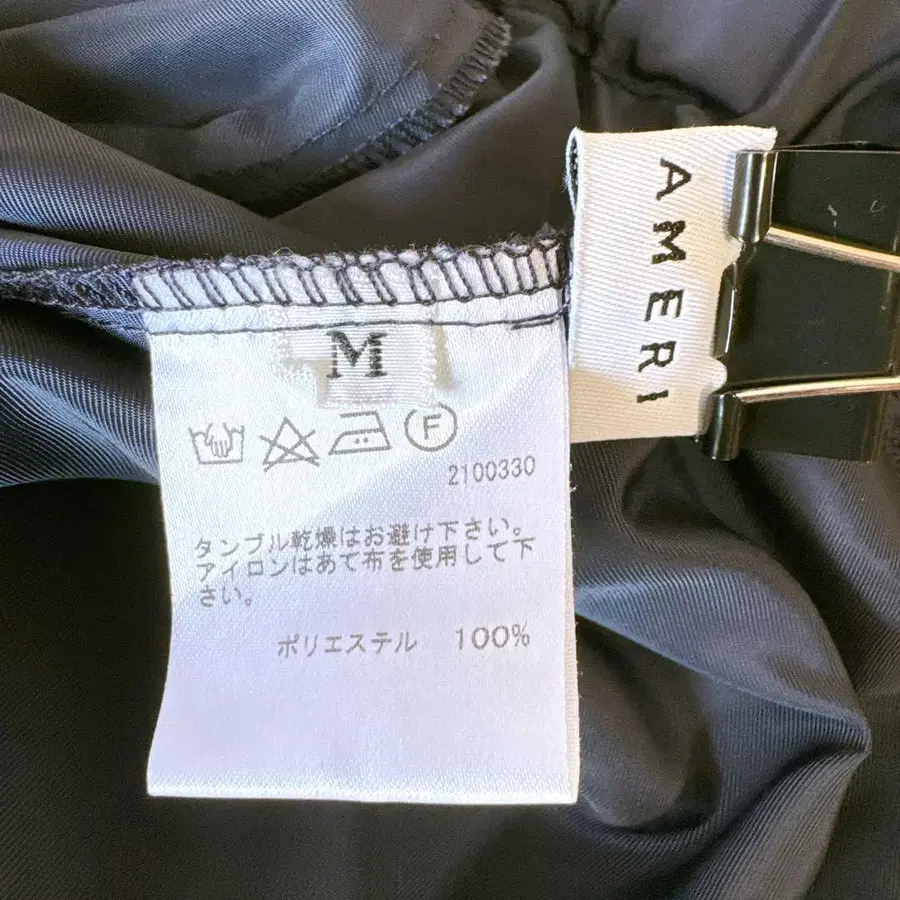 AMERI
M
F
2100330
タンブル乾燥はお避け下さい。
アイロンはあて布を使用して下
さい。
ポリエステル 100%